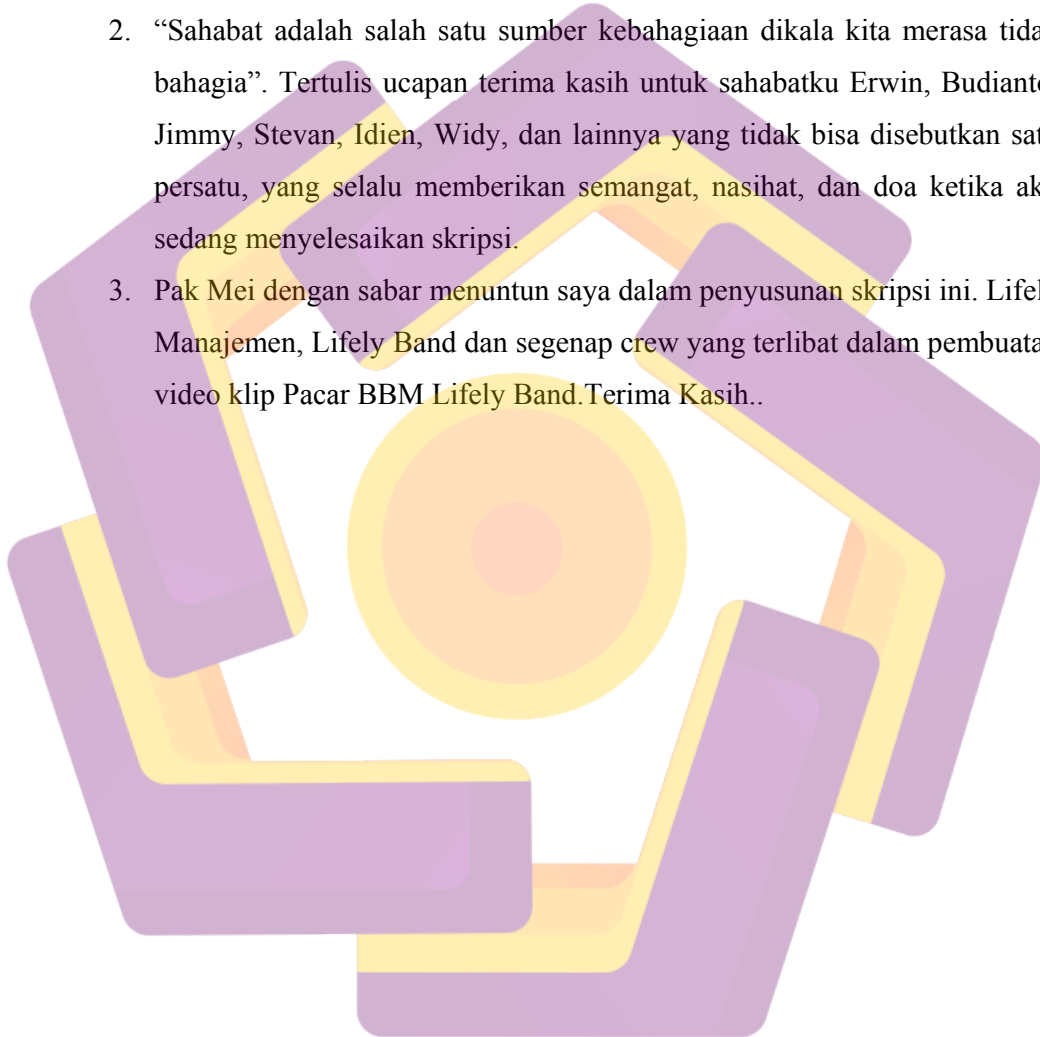 2. “Sahabat adalah salah satu sumber kebahagiaan dikala kita merasa tida
bahagia”. Tertulis ucapan terima kasih untuk sahabatku Erwin, Budianto
Jimmy, Stevan, Idien, Widy, dan lainnya yang tidak bisa disebutkan sat
persatu, yang selalu memberikan semangat, nasihat, dan doa ketika ak
sedang menyelesaikan skripsi.
3. Pak Mei dengan sabar menuntun saya dalam penyusunan skripsi ini. Lifel
Manajemen, Lifely Band dan segenap crew yang terlibat dalam pembuata
video klip Pacar BBM Lifely Band.Terima Kasih..